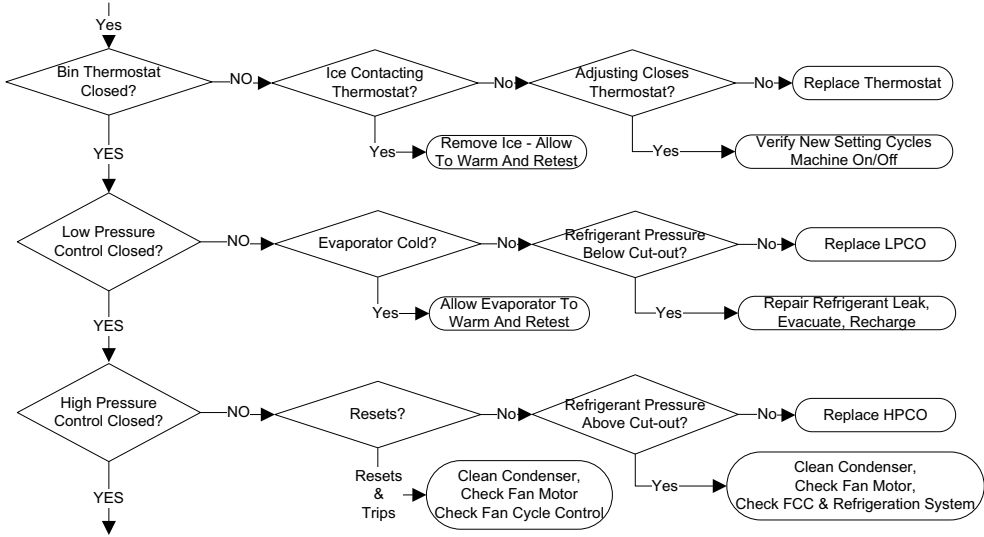 Yes
Bin Thermostat
Closed?
NO
Ice Contacting
Thermostat?
No
Adjusting Closes
Thermostat?
No
Replace Thermostat
Yes
Remove Ice - Allow
To Warm And Retest
Yes
Verify New Setting Cycles
Machine On/Off
YES
Low Pressure
Control Closed?
NO
Evaporator Cold?
No
Refrigerant Pressure
Below Cut-out?
No
Replace LPCO
Yes
Allow Evaporator To
Warm And Retest
Yes
Repair Refrigerant Leak,
Evacuate, Recharge
YES
High Pressure
Control Closed?
NO
Resets?
No
Refrigerant Pressure
Above Cut-out?
No
Replace HPCO
Resets
&
Trips
Clean Condenser,
Check Fan Motor
Check Fan Cycle Control
Yes
Clean Condenser,
Check Fan Motor,
Check FCC & Refrigeration System
YES